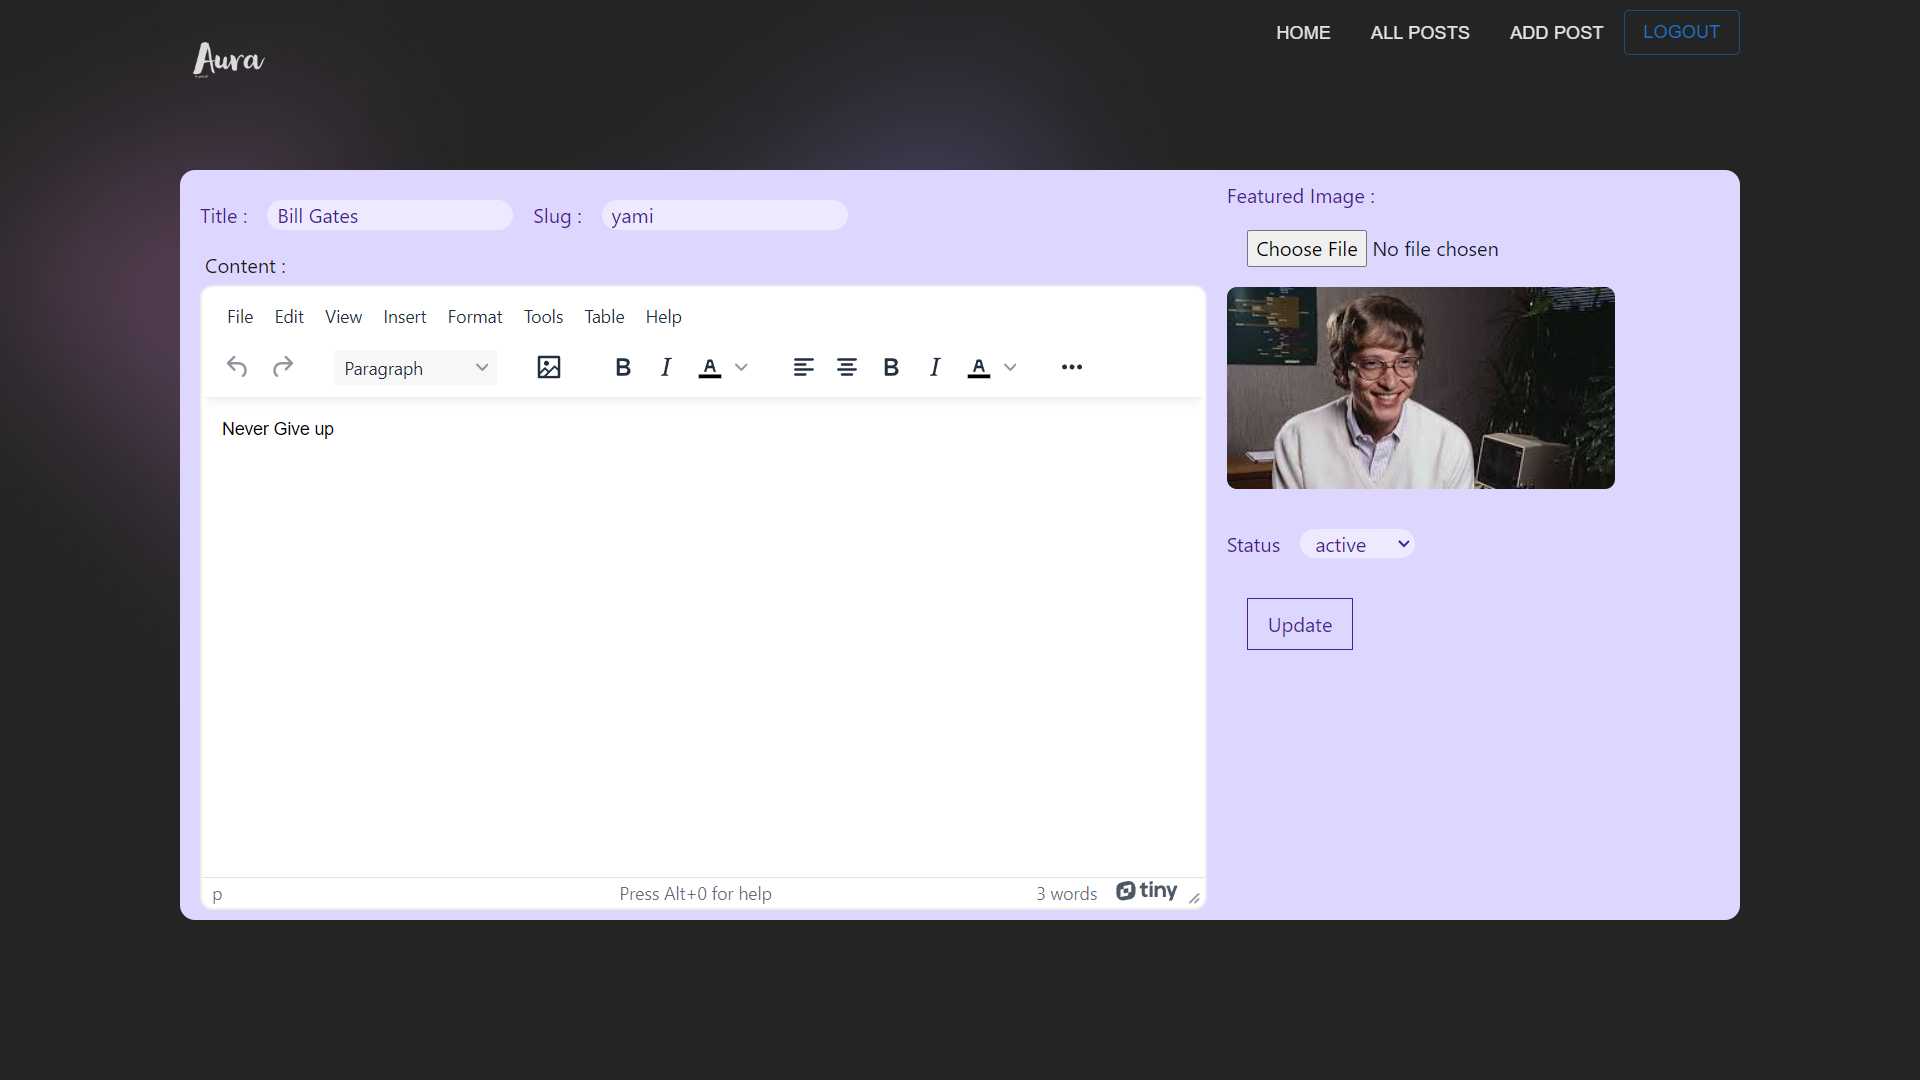 Aura
HOME
ALL POSTS
ADD POST
LOGOUT
Title :
Bill Gates
Slug :
yami
Content :
File Edit View Insert Format Tools Table Help
Paragraph
B I A B I A
Never Give up
p
Press Alt+0 for help
3 words
tiny
Featured Image :
Choose File No file chosen
Status
active
Update